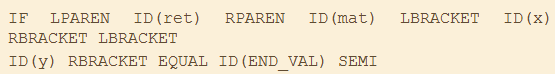 IF LPAREN ID(ret) RPAREN ID(mat) LBRACKET ID(x)
RBRACKET LBRACKET
ID(y) RBRACKET EQUAL ID(END_VAL) SEMI